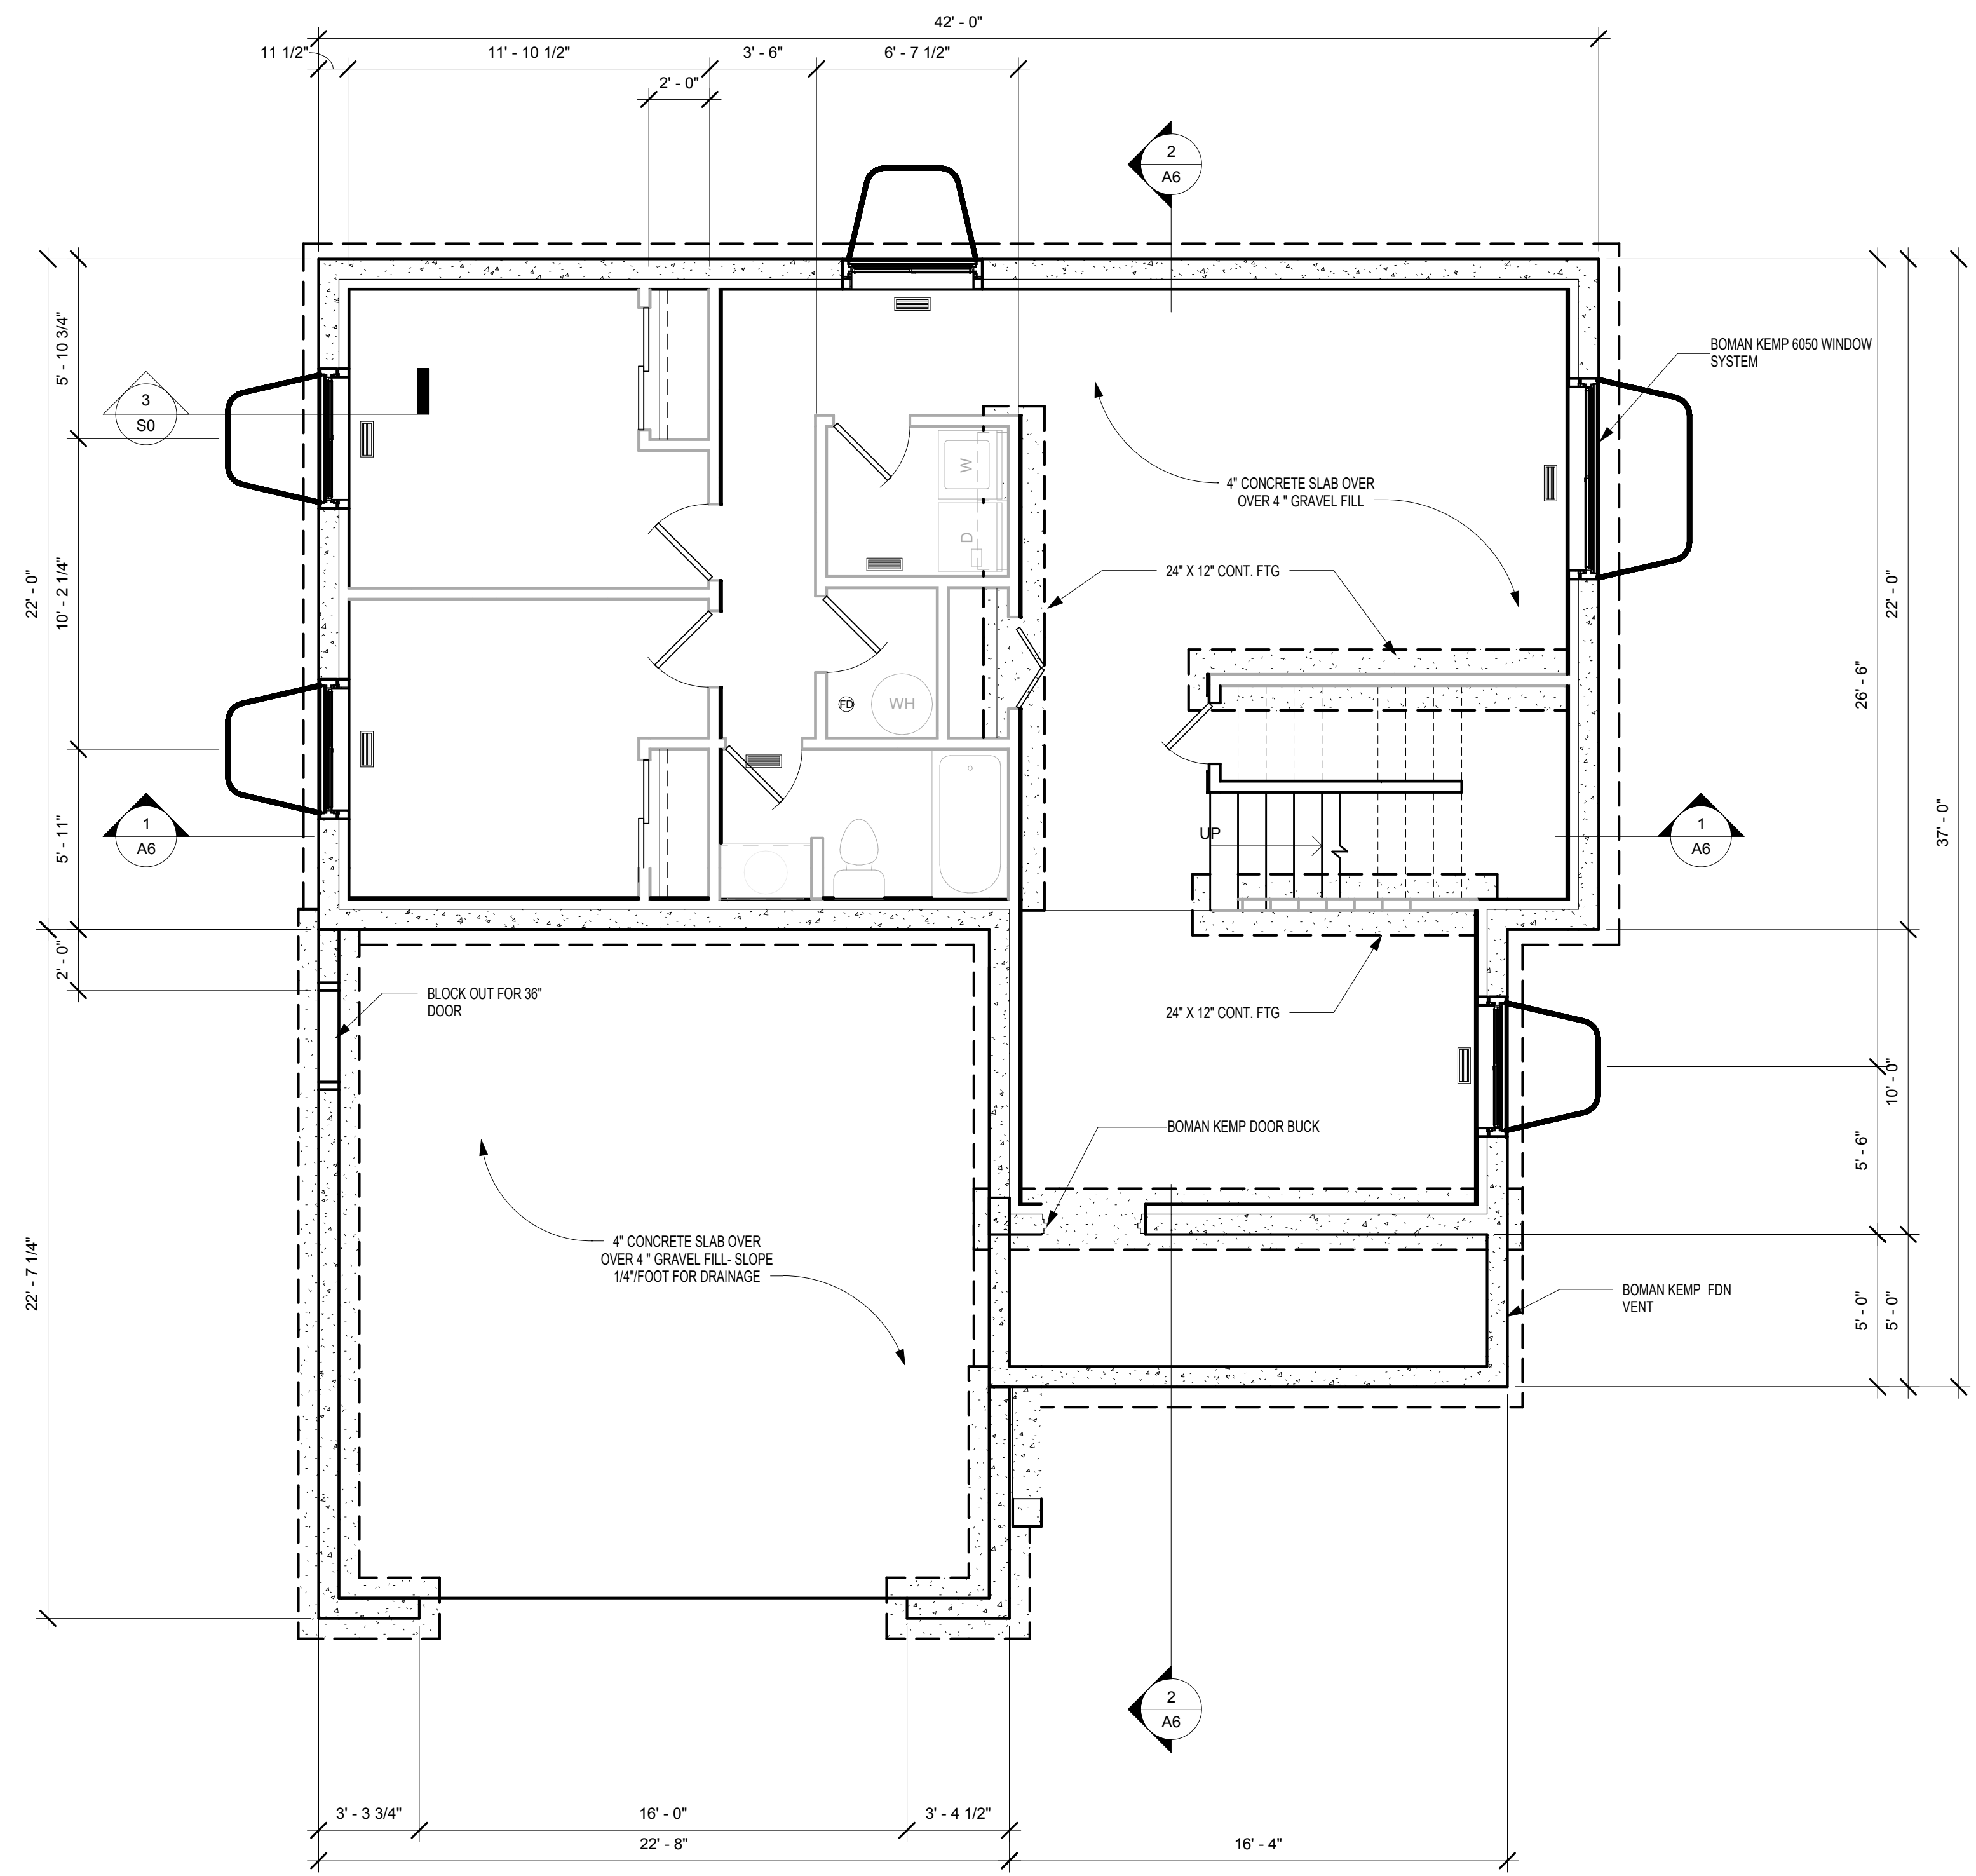 42' - 0"
11 1/2"
11' - 10 1/2"
3' - 6"
6' - 7 1/2"
2' - 0"
2
A6
5' - 10 3/4"
BOMAN KEMP 6050 WINDOW
SYSTEM
3
S0
W
4" CONCRETE SLAB OVER
OVER 4 " GRAVEL FILL
D
24" X 12" CONT. FTG
22' - 0"
10' - 2 1/4"
22' - 0"
26' - 6"
FD
WH
37' - 0"
5' - 11"
1
A6
UP
1
A6
2' - 0"
BLOCK OUT FOR 36"
DOOR
24" X 12" CONT. FTG
10' - 0"
BOMAN KEMP DOOR BUCK
5' - 6"
22' - 7 1/4"
4" CONCRETE SLAB OVER
OVER 4 " GRAVEL FILL- SLOPE
1/4"/FOOT FOR DRAINAGE
BOMAN KEMP  FDN
VENT
5' - 0"
5' - 0"
2
A6
3' - 3 3/4"
16' - 0"
3' - 4 1/2"
22' - 8"
16' - 4"